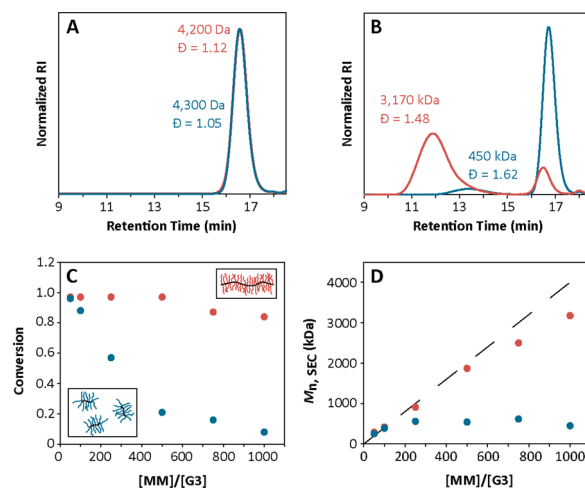 A
4,200 Da
Đ = 1.12
4,300 Da
Đ = 1.05
Normalized RI
9 11 13 15 17
Retention Time (min)
B
3,170 kDa
Đ = 1.48
450 kDa
Đ = 1.62
Normalized RI
9 11 13 15 17
Retention Time (min)
C
Conversion
1.2
1.0
0.8
0.6
0.4
0.2
0
0 200 400 600 800 1000
[MM]/[G3]
D
Mn, SEC (kDa)
4000
3000
2000
1000
0
0 200 400 600 800 1000
[MM]/[G3]